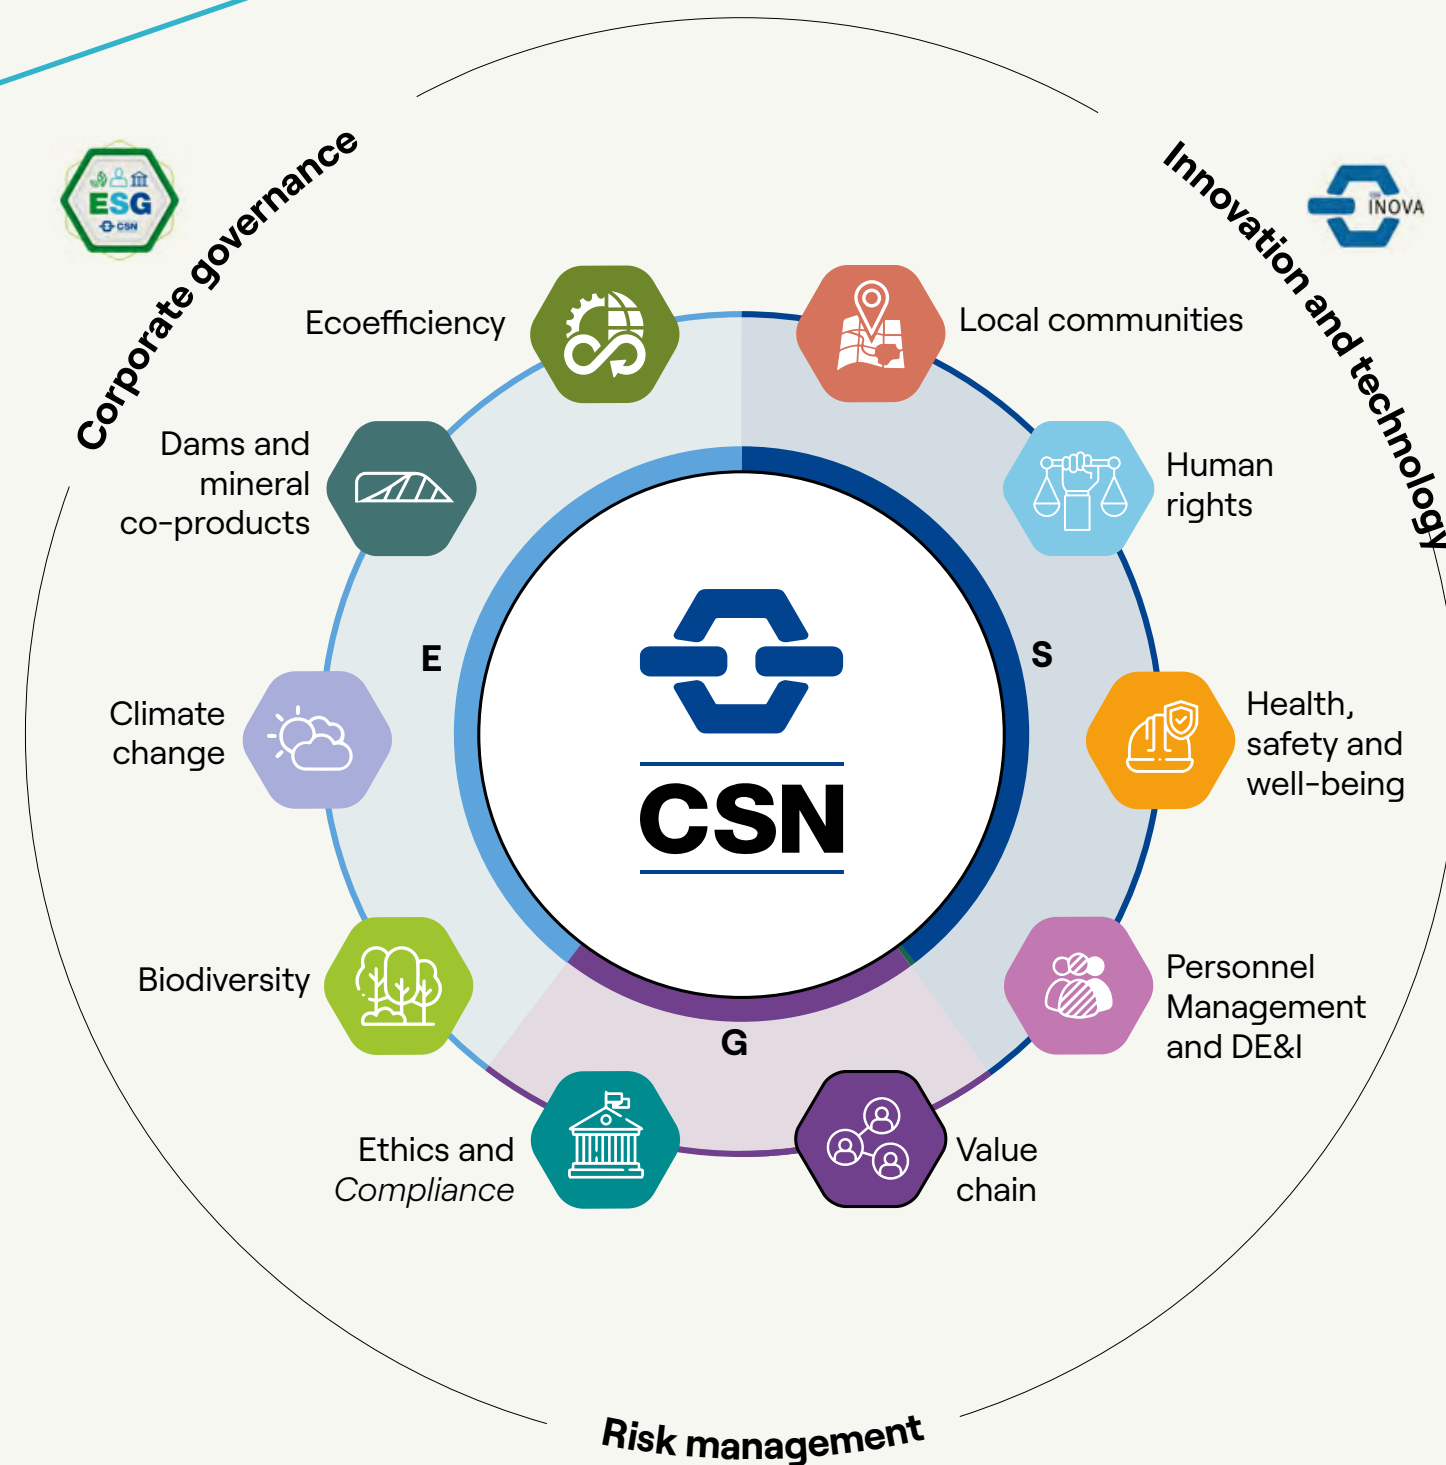 Corporate governance
Innovation and technology
ESG
CSN
INOVA
Ecoefficiency
Local communities
Dams and
mineral
co-products
Human
rights
E
S
Climate
change
Health,
safety and
well-being
CSN
Biodiversity
Personnel
Management
and DE&I
G
Ethics and
Compliance
Value
chain
Risk management